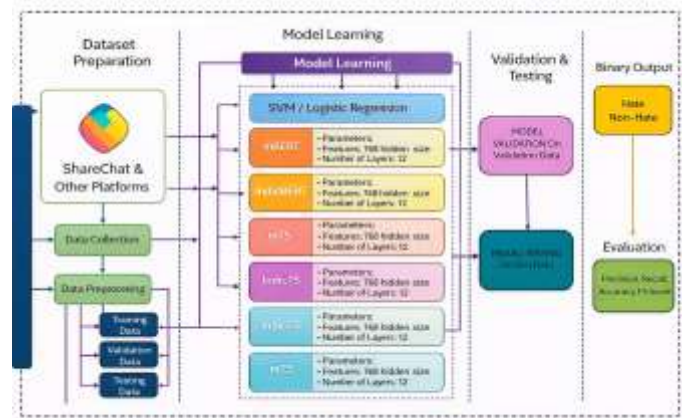 Dataset
Preparation
ShareChat &
Other Platforms
Data Collection
Data Preprocessing
Training
Data
Validation
Data
Testing
Data
Model Learning
Model Learning
SVM / Logistic Regression
- Parameters:
- Features: 768 hidden size
- Number of Layers: 12
- Parameters:
- Features: 768 hidden size
- Number of Layers: 12
- Parameters:
- Features: 768 hidden size
- Number of Layers: 12
- Parameters:
- Features: 768 hidden size
- Number of Layers: 12
- Parameters:
- Features: 768 hidden size
- Number of Layers: 12
- Parameters:
- Features: 768 hidden size
- Number of Layers: 12
Validation &
Testing
MODEL
VALIDATION On
Validation Data
Binary Output
Hate
Non-Hate
Evaluation
Precision Recall
Accuracy